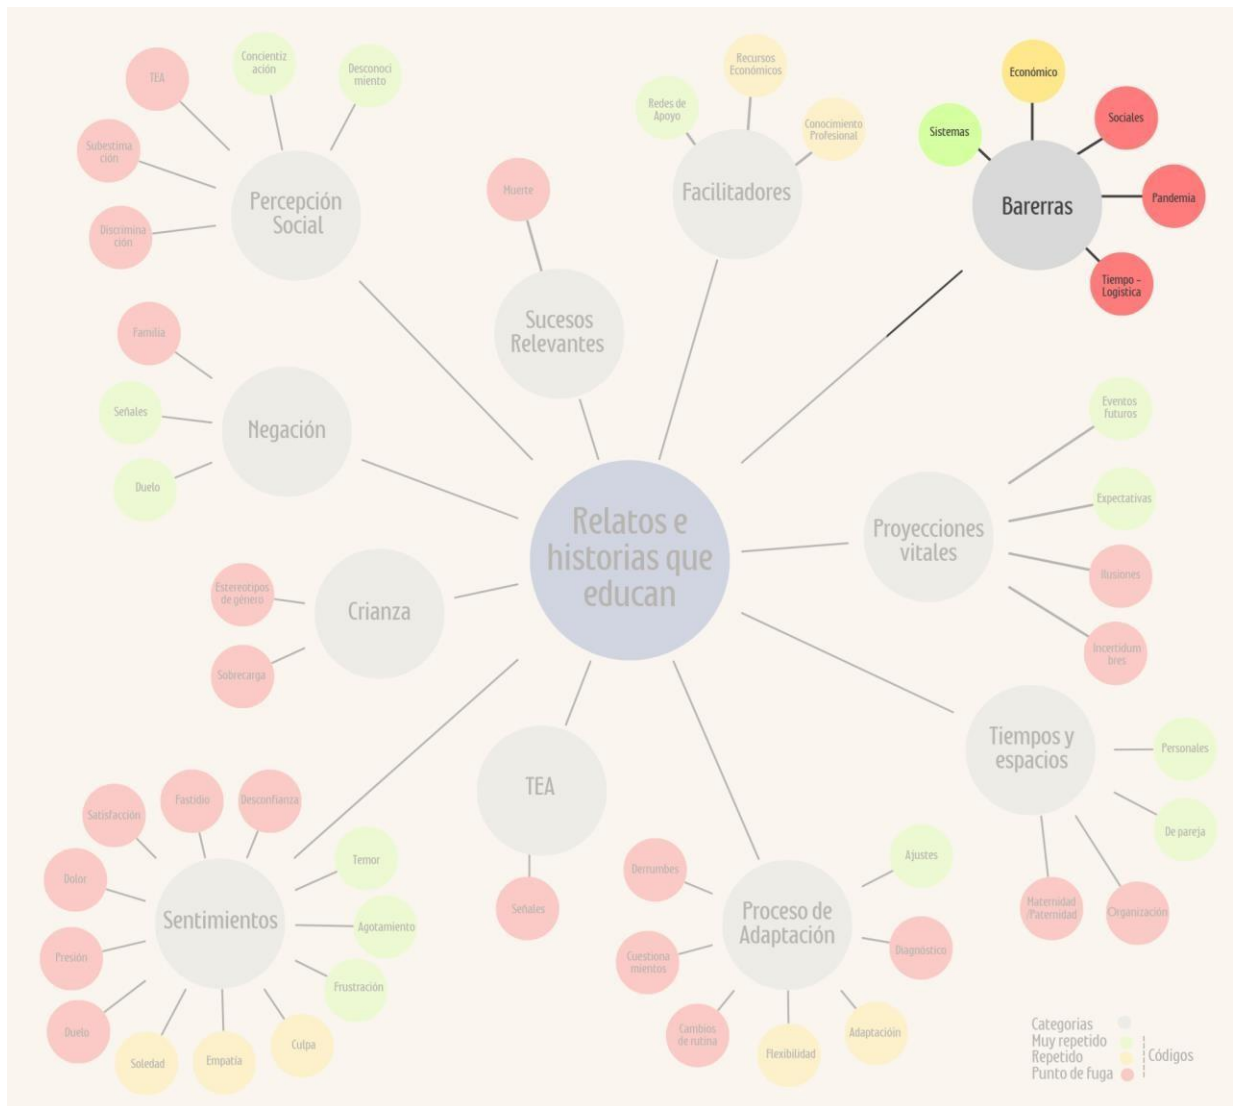 TEA
Concientiz
ación
Desconoci
miento
Subestima
ción
Discrimina
ción
Percepción
Social
Muerte
Sucesos
Relevantes
Redes de
Apoyo
Recursos
Económicos
Conocimiento
Profesional
Facilitadores
Sistemas
Económico
Sociales
Pandemia
Tiempo –
Logística
Barerras
Familia
Señales
Duelo
Negación
Relatos e
historias que
educan
Eventos
futuros
Expectativas
Ilusiones
Incertidum
bres
Proyecciones
vitales
Estereotipos
de género
Sobrecarga
Crianza
TEA
Señales
Tiempos y
espacios
Personales
De pareja
Maternidad
/Paternidad
Organización
Satisfacción
Fastidio
Desconfianza
Temor
Dolor
Agotamiento
Presión
Frustración
Duelo
Soledad
Empatía
Culpa
Sentimientos
Derrumbes
Ajustes
Cuestiona
mientos
Diagnóstico
Cambios
de rutina
Flexibilidad
Adaptacióin
Proceso de
Adaptación
Categorias
Muy repetido
Repetido
Punto de fuga
Códigos